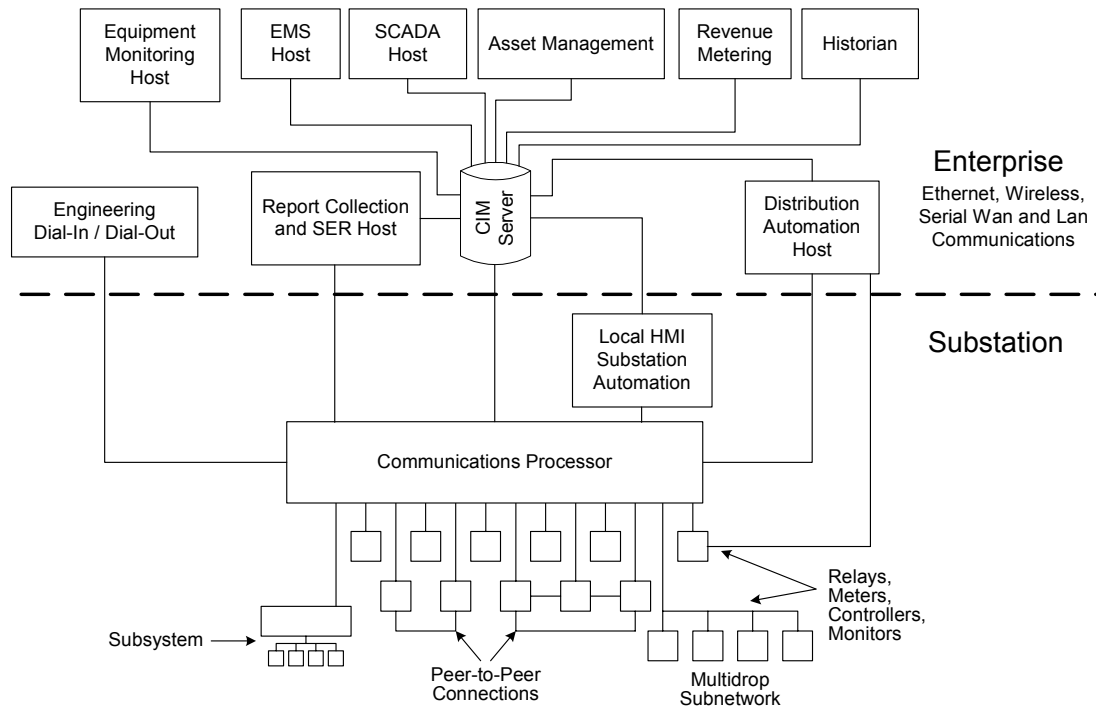 Equipment
Monitoring
Host
EMS
Host
SCADA
Host
Asset Management
Revenue
Metering
Historian
Enterprise
Ethernet, Wireless,
Serial Wan and Lan
Communications
Engineering
Dial-In / Dial-Out
Report Collection
and SER Host
CIM
Server
Distribution
Automation
Host
Substation
Local HMI
Substation
Automation
Communications Processor
Relays,
Meters,
Controllers,
Monitors
Subsystem
Peer-to-Peer
Connections
Multidrop
Subnetwork